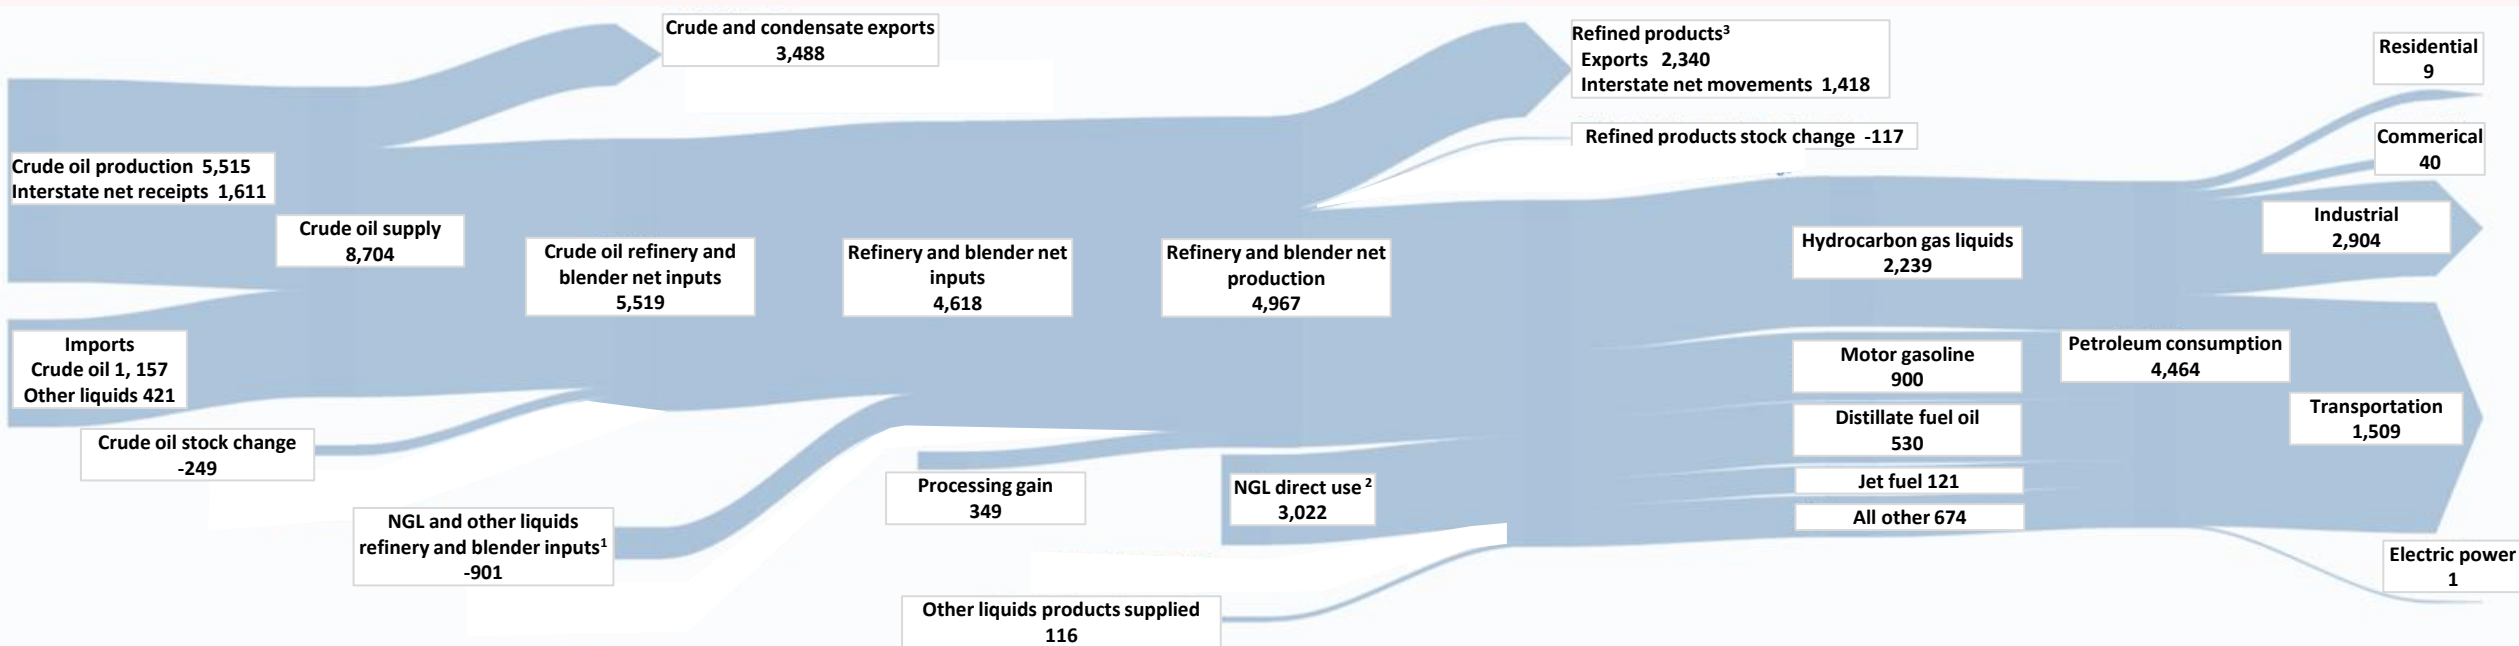 Crude and condensate exports
3,488
Refined products³
Exports 2,340
Interstate net movements 1,418
Residential
9
Refined products stock change -117
Commerical
40
Crude oil production 5,515
Interstate net receipts 1,611
Crude oil supply
8,704
Crude oil refinery and
blender net inputs
5,519
Refinery and blender net
inputs
4,618
Refinery and blender net
production
4,967
Hydrocarbon gas liquids
2,239
Industrial
2,904
Imports
Crude oil 1, 157
Other liquids 421
Motor gasoline
900
Petroleum consumption
4,464
Distillate fuel oil
530
Transportation
1,509
Crude oil stock change
-249
Processing gain
349
NGL direct use ²
3,022
Jet fuel 121
All other 674
NGL and other liquids
refinery and blender inputs¹
-901
Electric power
1
Other liquids products supplied
116